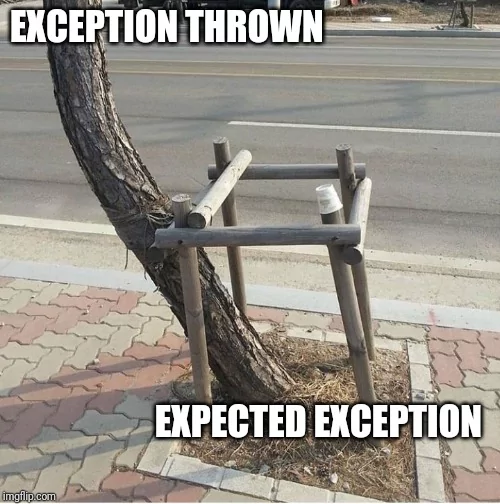 EXCEPTION THROWN
EXPECTED EXCEPTION
imgflip.com